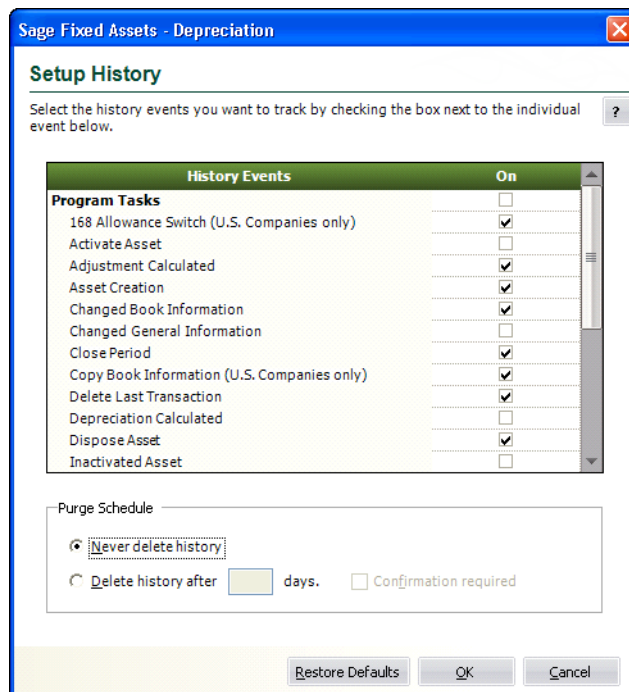 Sage Fixed Assets - Depreciation
Setup History
Select the history events you want to track by checking the box next to the individual
event below.
?
History Events On
Program Tasks
168 Allowance Switch (U.S. Companies only)
Activate Asset
Adjustment Calculated
Asset Creation
Changed Book Information
Changed General Information
Close Period
Copy Book Information (U.S. Companies only)
Delete Last Transaction
Depreciation Calculated
Dispose Asset
Inactivated Asset
Purge Schedule
Never delete history
Delete history after days. Confirmation required
Restore Defaults OK Cancel